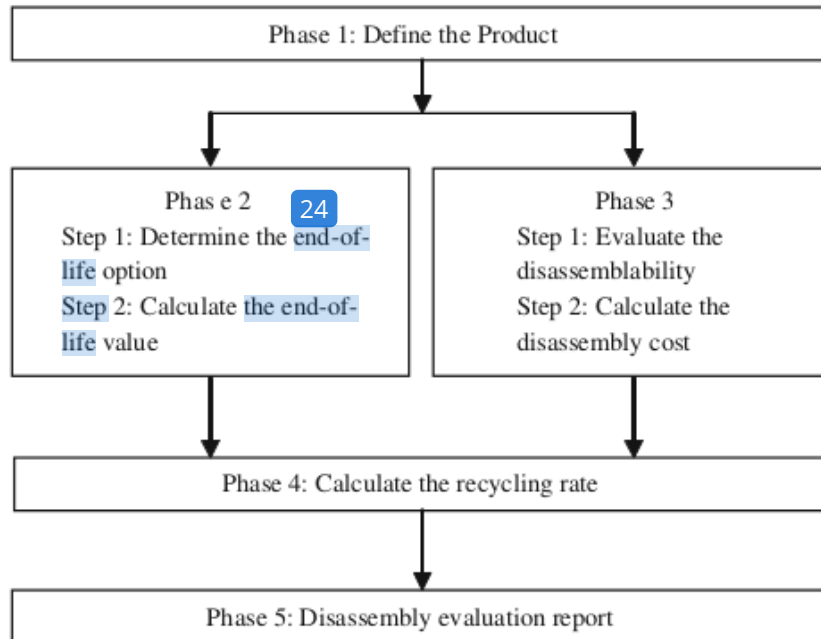 Phase 1: Define the Product
Phas e 2
24
Step 1: Determine the end-of-
life option
Step 2: Calculate the end-of-
life value
Phase 3
Step 1: Evaluate the
disassemblability
Step 2: Calculate the
disassembly cost
Phase 4: Calculate the recycling rate
Phase 5: Disassembly evaluation report